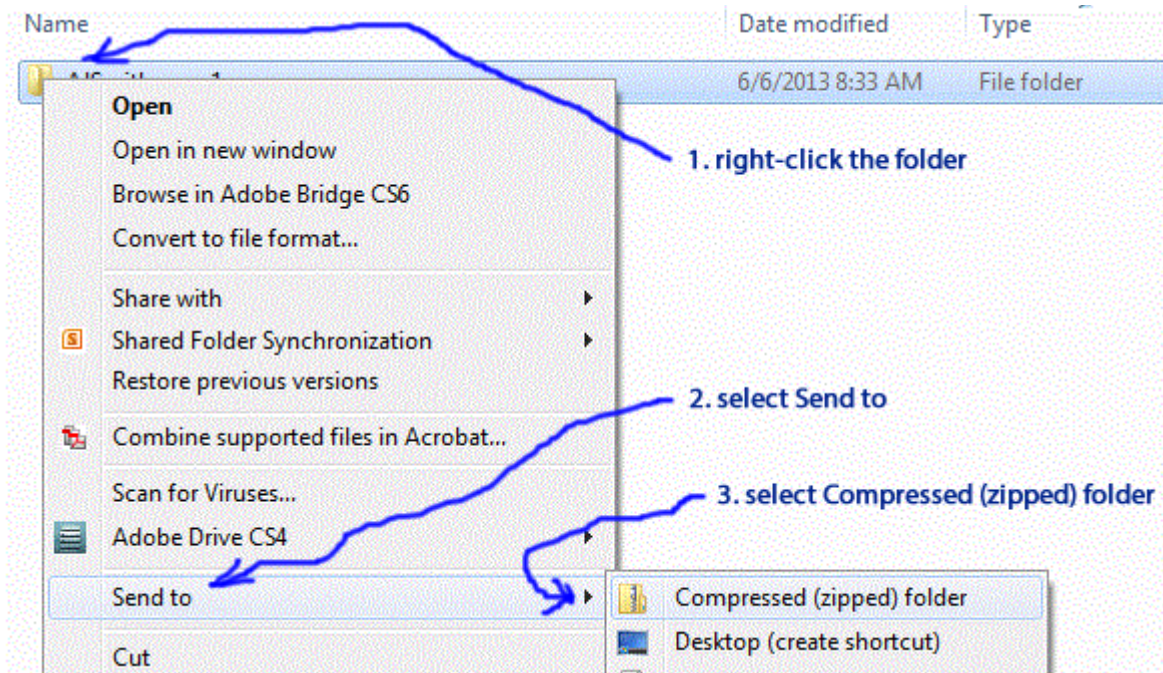 Name Date modified Type
6/6/2013 8:33 AM File folder
Open
Open in new window
1. right-click the folder
Browse in Adobe Bridge CS6
Convert to file format...
Share with
Shared Folder Synchronization
Restore previous versions
2. select Send to
Combine supported files in Acrobat...
Scan for Viruses...
3. select Compressed (zipped) folder
Adobe Drive CS4
Send to
Compressed (zipped) folder
Desktop (create shortcut)
Cut